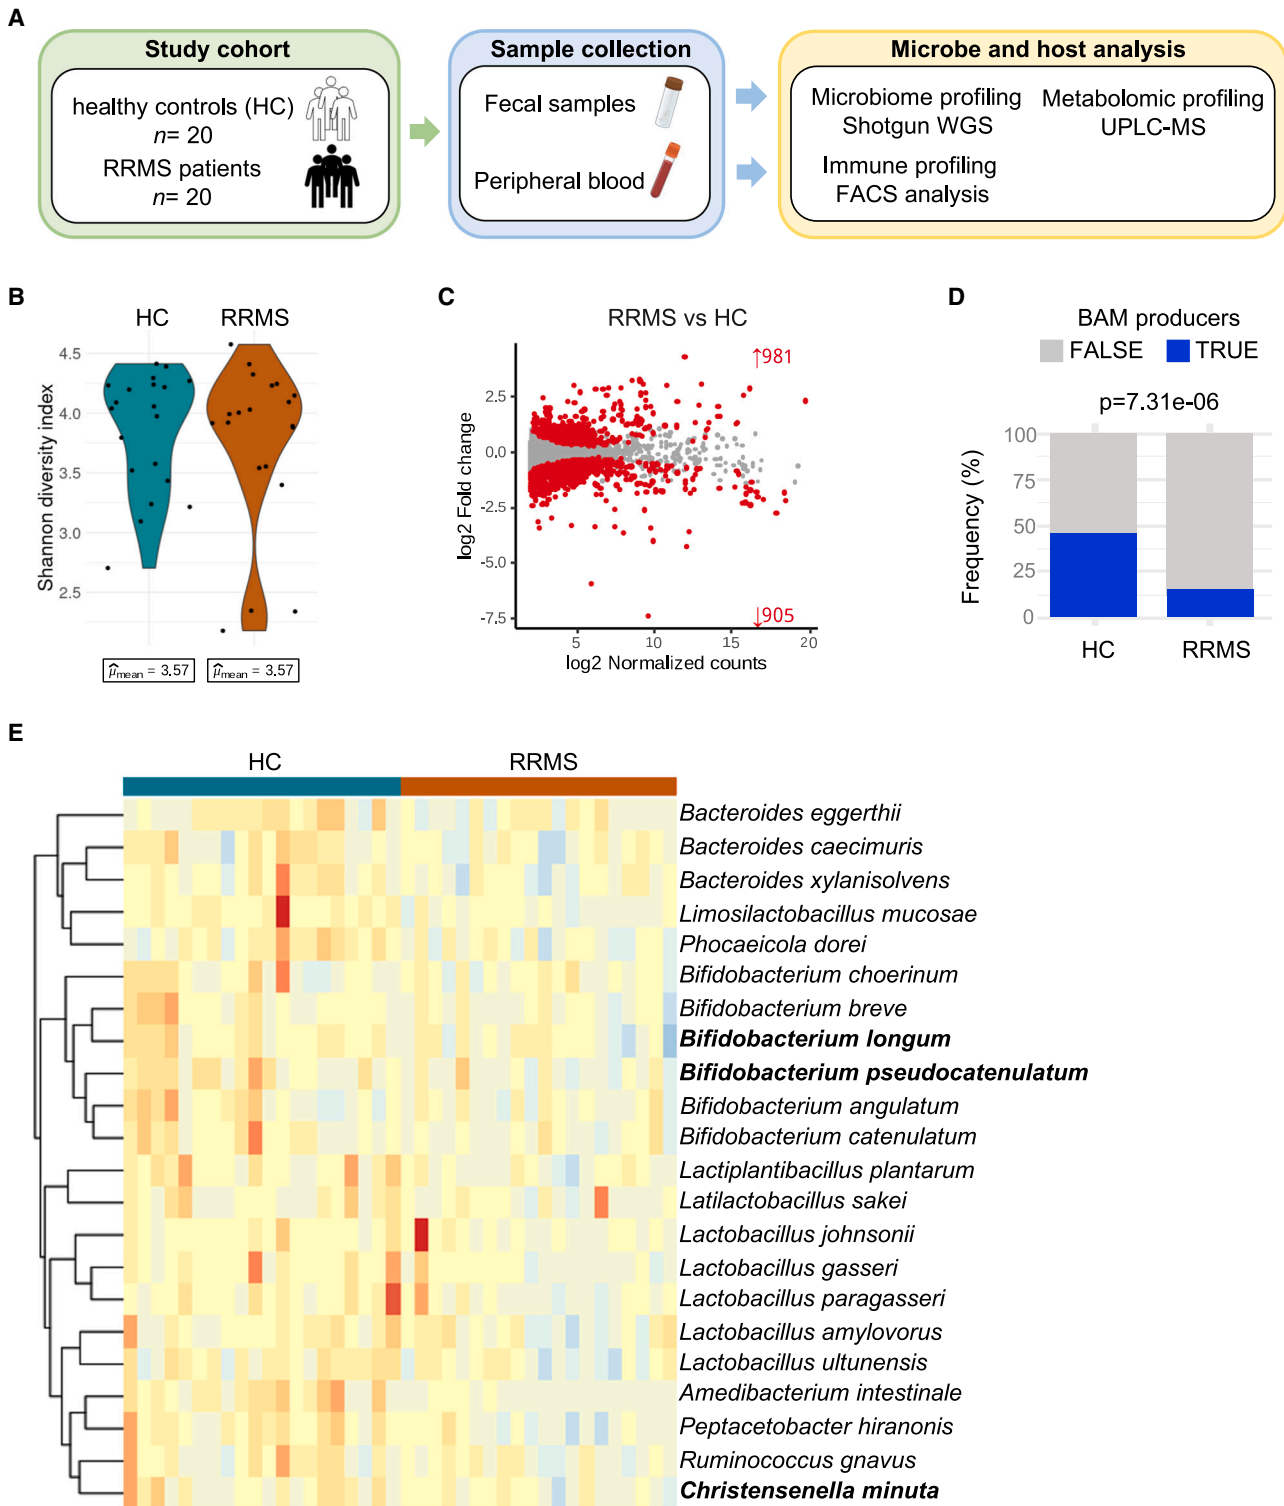 A
Study cohort
healthy controls (HC)
n= 20
RRMS patients
n= 20
Sample collection
Fecal samples
Peripheral blood
Microbe and host analysis
Microbiome profiling
Shotgun WGS
Metabolomic profiling
UPLC-MS
Immune profiling
FACS analysis
B
HC
RRMS
Shannon diversity index
4.5
4.0
3.5
3.0
2.5
μ̂mean = 3.57
μ̂mean = 3.57
C
RRMS vs HC
↑981
log2 Fold change
2.5
0.0
-2.5
-5.0
-7.5
↓905
5
10
15
20
log2 Normalized counts
D
BAM producers
FALSE
TRUE
p=7.31e-06
Frequency (%)
100
75
50
25
0
HC
RRMS
E
HC
RRMS
Bacteroides eggerthii
Bacteroides caecimuris
Bacteroides xylanisolvens
Limosilactobacillus mucosae
Phocaeicola dorei
Bifidobacterium choerinum
Bifidobacterium breve
Bifidobacterium longum
Bifidobacterium pseudocatenulatum
Bifidobacterium angulatum
Bifidobacterium catenulatum
Lactiplantibacillus plantarum
Latilactobacillus sakei
Lactobacillus johnsonii
Lactobacillus gasseri
Lactobacillus paragasseri
Lactobacillus amylovorus
Lactobacillus ultunensis
Amedibacterium intestinale
Peptacetobacter hiranonis
Ruminococcus gnavus
Christensenella minuta